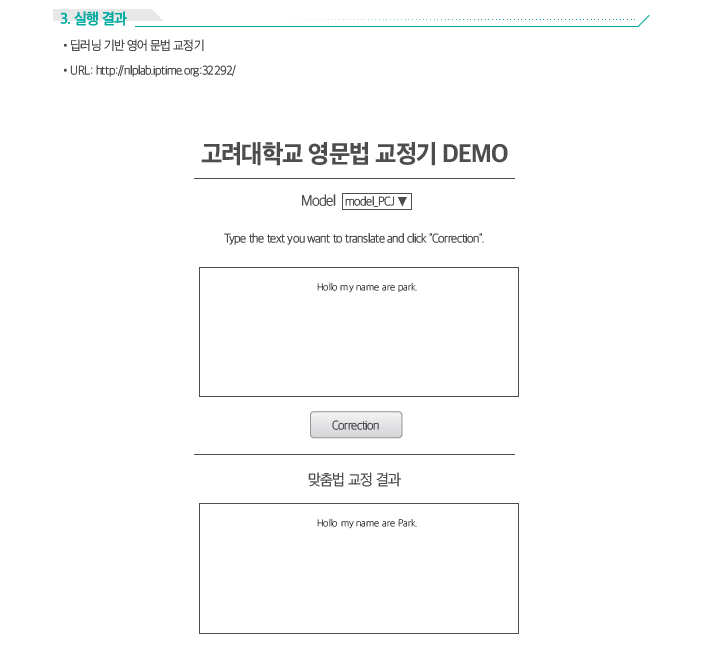 3. 실행 결과
• 딥러닝 기반 영어 문법 교정기
• URL: http://nlplab.iptime.org:32292/
고려대학교 영문법 교정기 DEMO
Model model_PCJ ▼
Type the text you want to translate and click "Correction".
Hollo my name are park.
Correction
맞춤법 교정 결과
Hollo my name are Park.